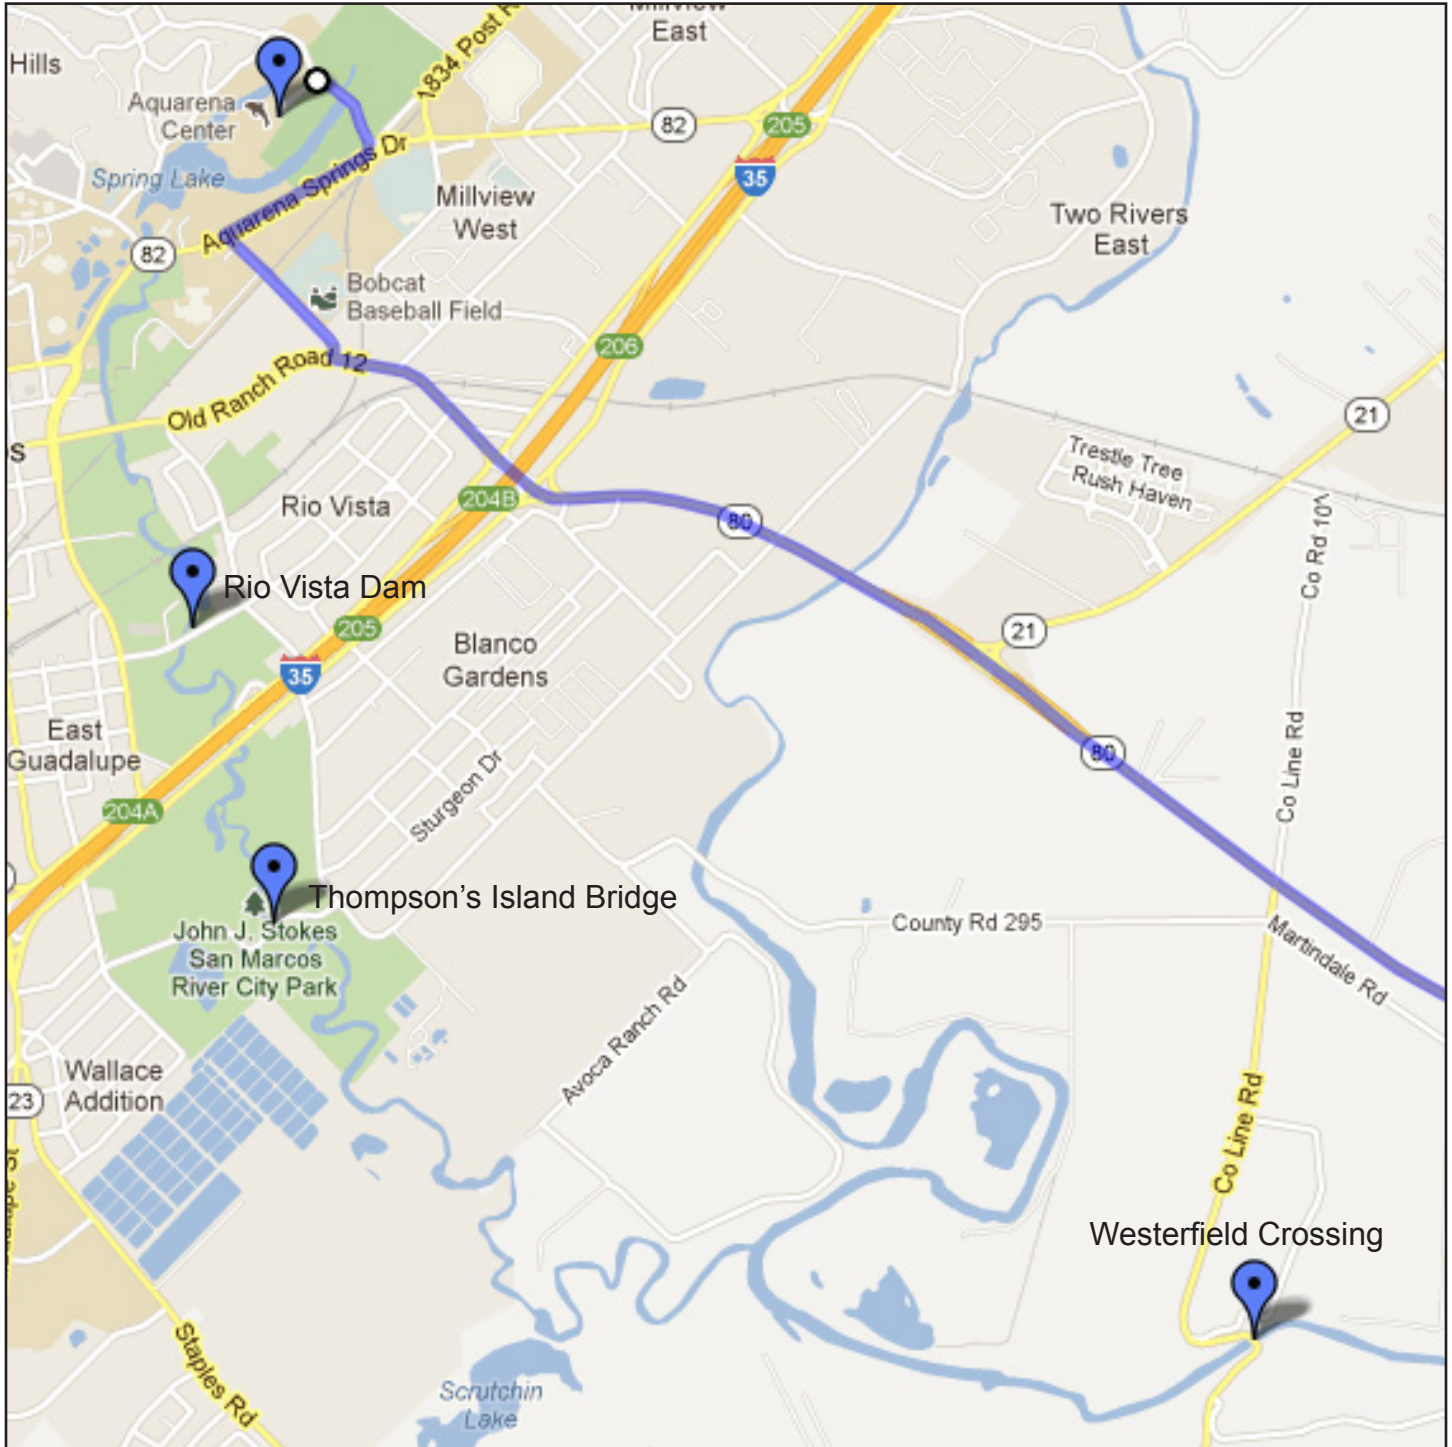 Millview
East
Hills
1834 Post R
Aquarena
Center
82
205
Aquarena Springs Dr
35
Spring Lake
Millview
West
Two Rivers
East
82
Bobcat
Baseball Field
206
Old Ranch Road 12
21
S
Trestle Tree
Rush Haven
204B
Rio Vista
80
Co Rd 10
Rio Vista Dam
205
21
Blanco
Gardens
35
East
Guadalupe
80
Co Line Rd
Sturgeon Dr
204A
Thompson's Island Bridge
County Rd 295
John J. Stokes
San Marcos
River City Park
Martindale Rd
Avoca Ranch Rd
Wallace
Addition
23
Co Line Rd
Westerfield Crossing
Staples Rd
Scrutchin
Lake